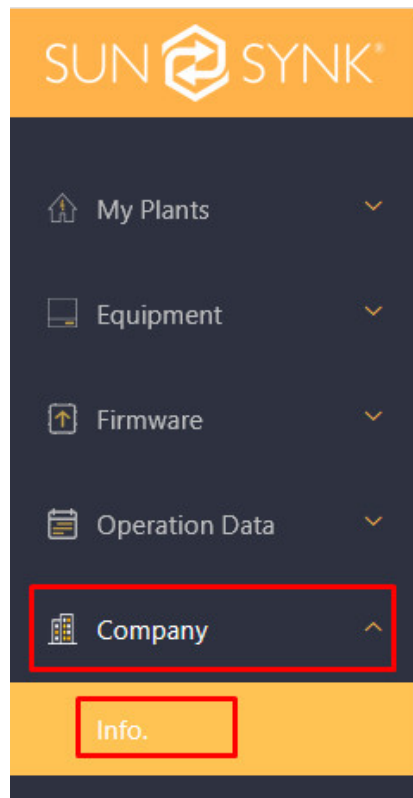 SUN SYNK®
My Plants
Equipment
Firmware
Operation Data
Company
Info.